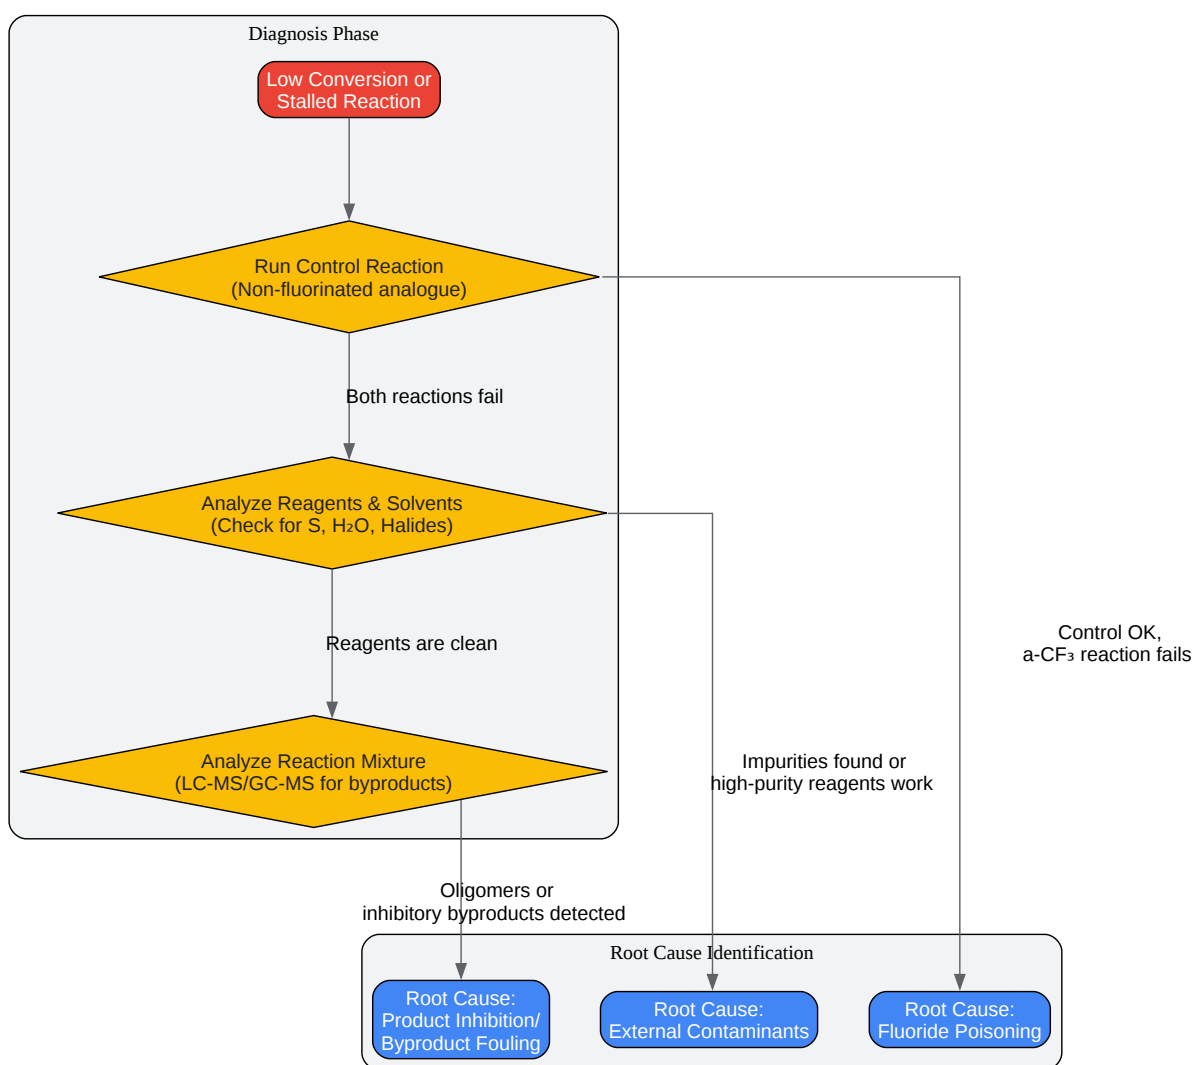 Diagnosis Phase
Low Conversion or
Stalled Reaction
Run Control Reaction
(Non-fluorinated analogue)
Both reactions fail
Analyze Reagents & Solvents
(Check for S, H₂O, Halides)
Reagents are clean
Control OK,
a-CF₃ reaction fails
Analyze Reaction Mixture
(LC-MS/GC-MS for byproducts)
Impurities found or
high-purity reagents work
Oligomers or
inhibitory byproducts detected
Root Cause Identification
Root Cause:
Product Inhibition/
Byproduct Fouling
Root Cause:
External Contaminants
Root Cause:
Fluoride Poisoning